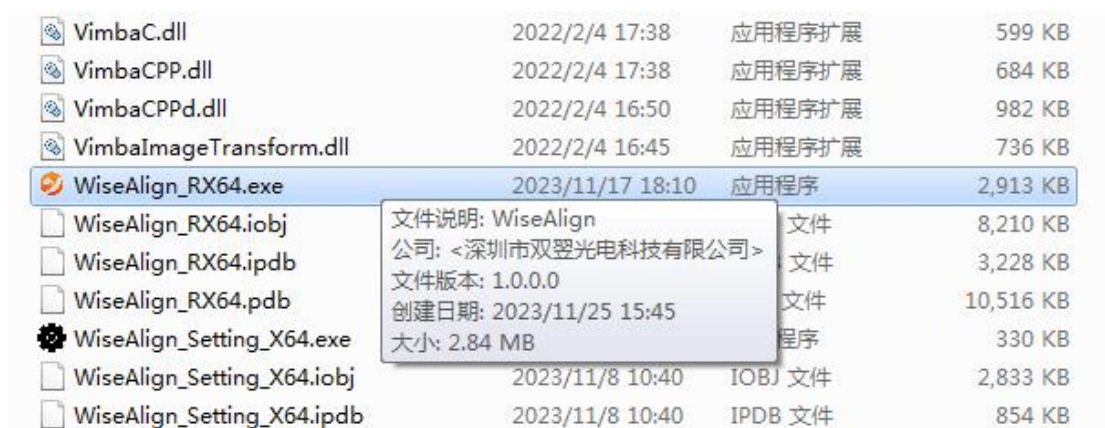 VimbaC.dll 2022/2/4 17:38 应用程序扩展 599 KB
VimbaCPP.dll 2022/2/4 17:38 应用程序扩展 684 KB
VimbaCPPd.dll 2022/2/4 16:50 应用程序扩展 982 KB
VimbaImageTransform.dll 2022/2/4 16:45 应用程序扩展 736 KB
WiseAlign_RX64.exe 2023/11/17 18:10 应用程序 2,913 KB
WiseAlign_RX64.iobj 文件 8,210 KB
WiseAlign_RX64.ipdb 文件 3,228 KB
WiseAlign_RX64.pdb 文件 10,516 KB
WiseAlign_Setting_X64.exe 程序 330 KB
WiseAlign_Setting_X64.iobj 2023/11/8 10:40 IOBJ 文件 2,833 KB
WiseAlign_Setting_X64.ipdb 2023/11/8 10:40 IPDB 文件 854 KB
文件说明: WiseAlign
公司: <深圳市双翌光电科技有限公司>
文件版本: 1.0.0.0
创建日期: 2023/11/25 15:45
大小: 2.84 MB